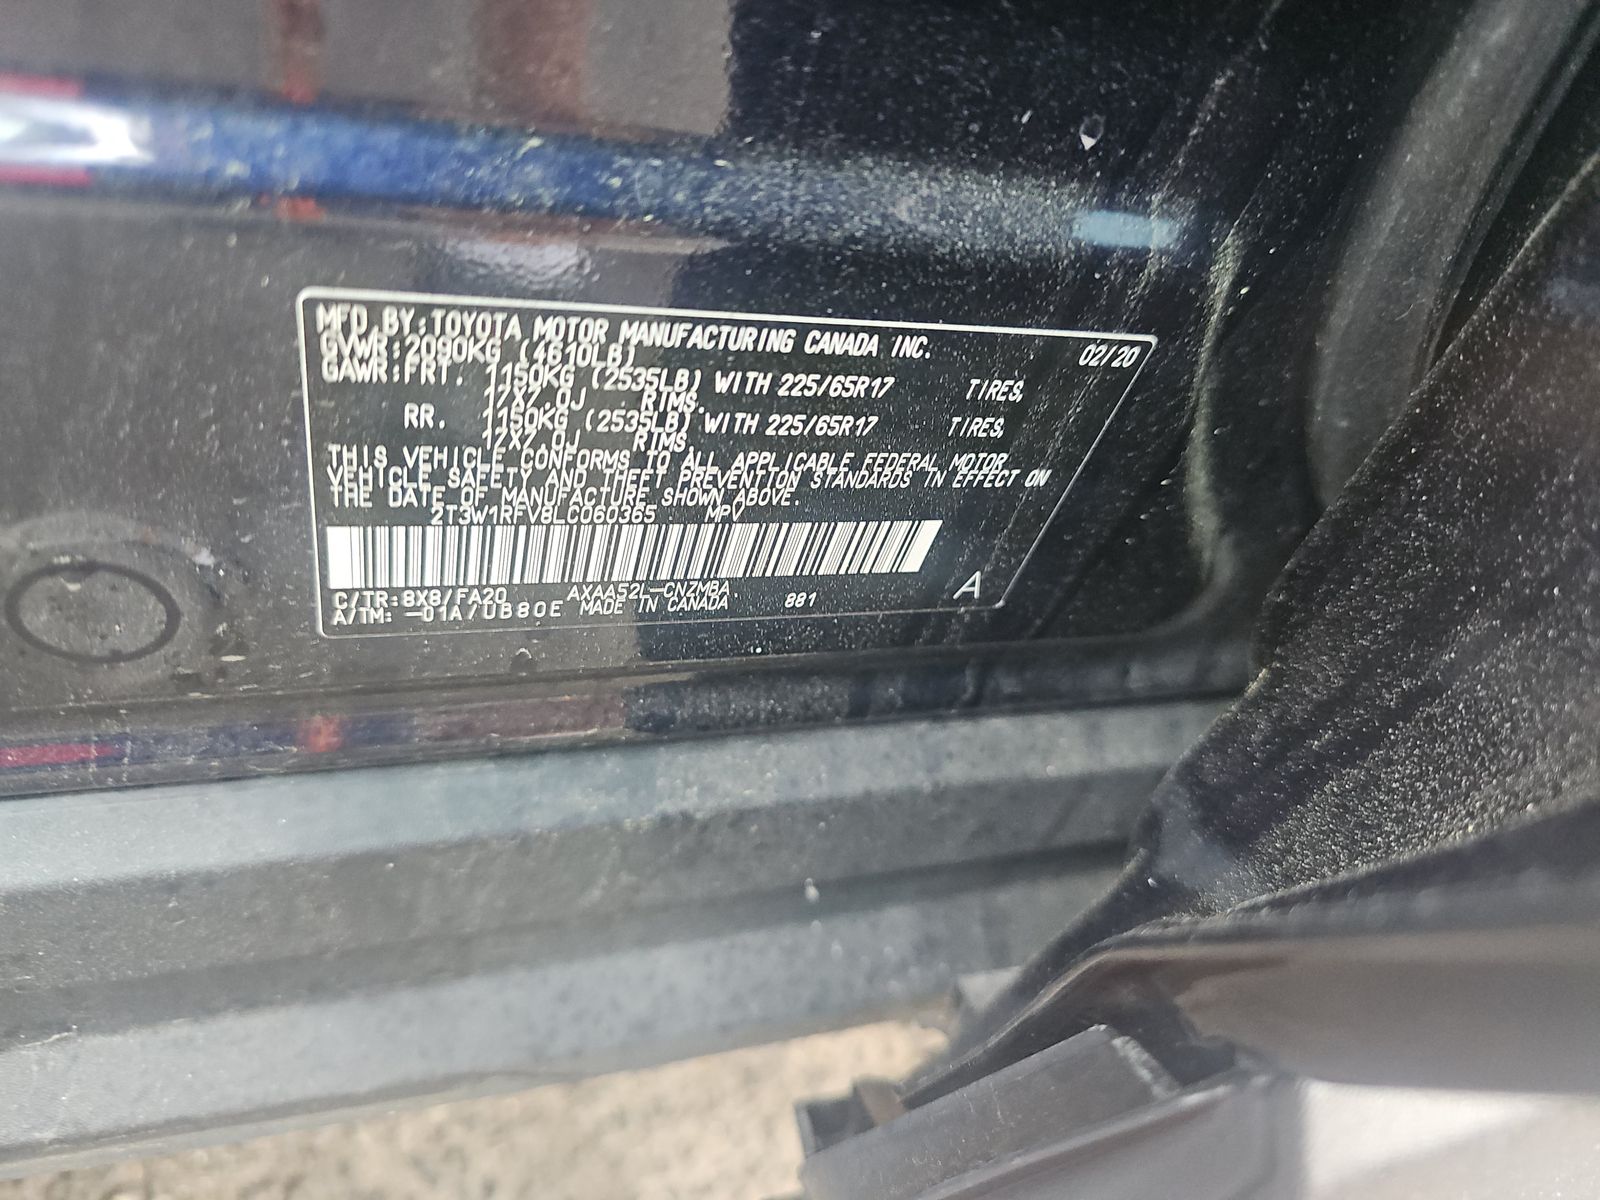 MFD.BY:TOYOTA MOTOR MANUFACTURING CANADA INC. 02/20
GVWR:2090KG (4610LB)
GAWR:FRT. 1150KG (2535LB) WITH 225/65R17 TIRES,
17X7.0J RIMS.
RR. 1150KG (2535LB) WITH 225/65R17 TIRES,
17X7.0J RIMS
THIS VEHICLE CONFORMS TO ALL APPLICABLE FEDERAL MOTOR
VEHICLE SAFETY AND THEFT PREVENTION STANDARDS IN EFFECT ON
THE DATE OF MANUFACTURE SHOWN ABOVE.
2T3W1RFV8LC060365 MPV
C/TR:8X8/FA20 AXAA52L-CNZMBA A
A/TM: -01A/UB80E MADE IN CANADA 881